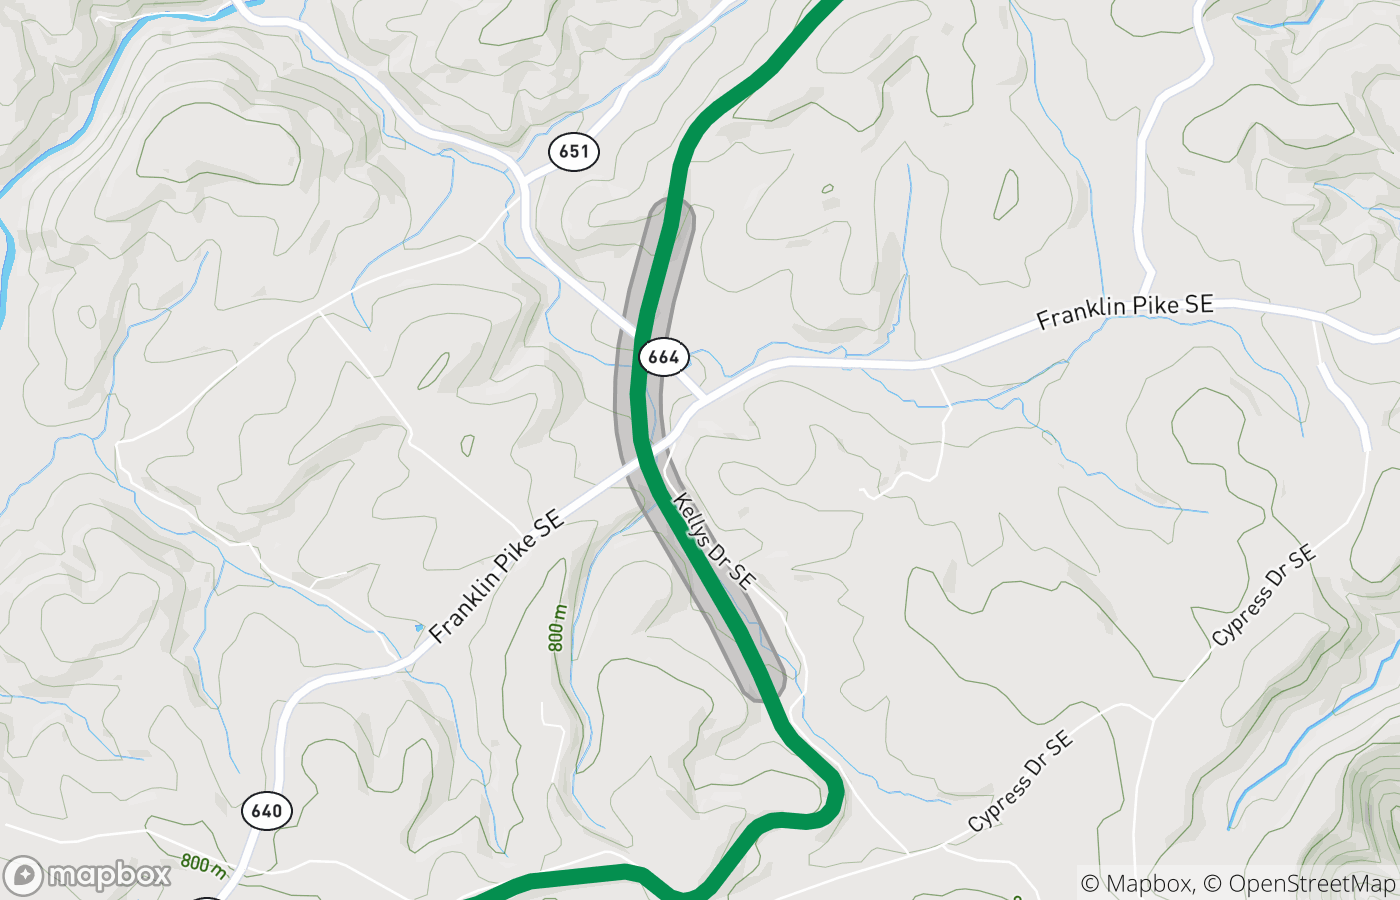 651
Franklin Pike SE
664
Kellys Dr SE
Franklin Pike SE
Cypress Dr SE
800 m
Cypress Dr SE
640
800 m
mapbox
© Mapbox, © OpenStreetMap